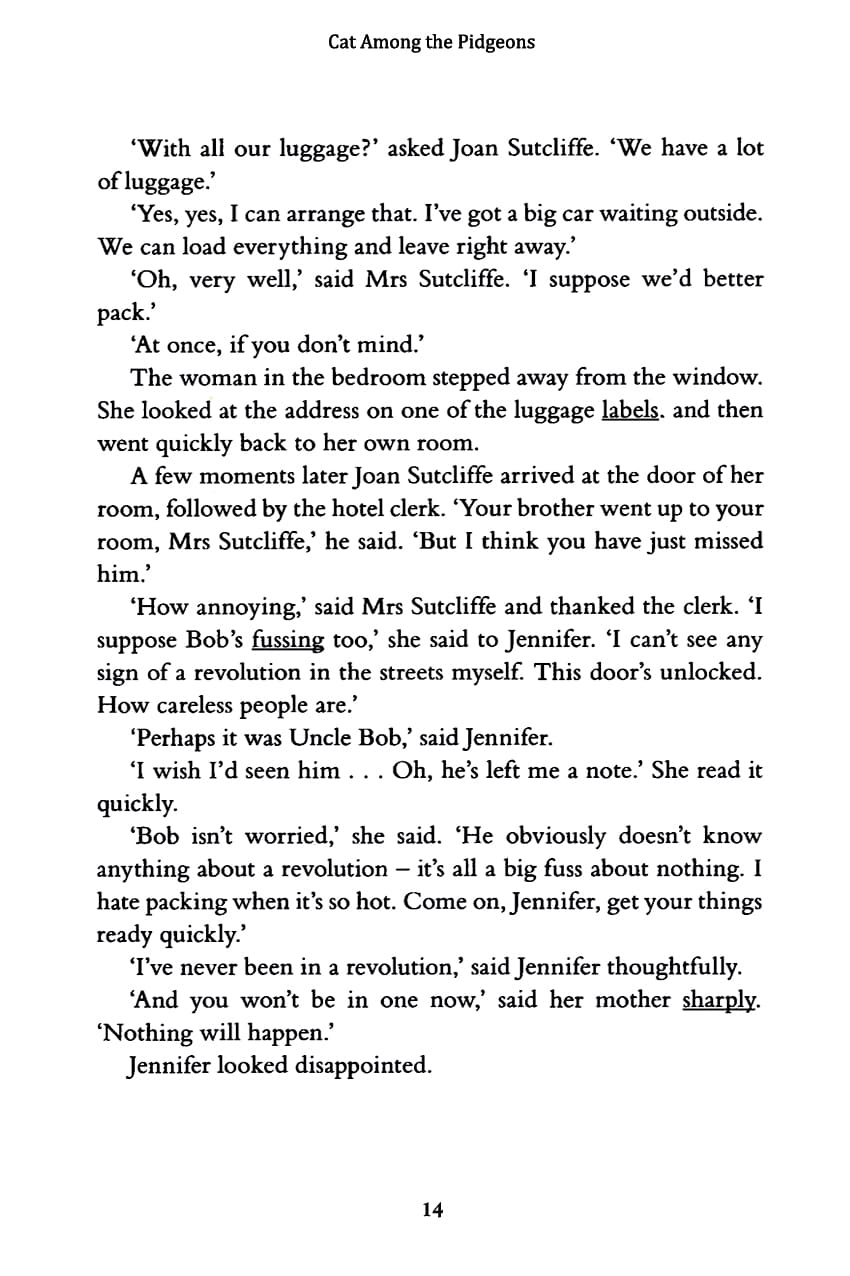 Cat Among the Pidgeons
‘With all our luggage?’ asked Joan Sutcliffe. ‘We have a lot
of luggage.’
‘Yes, yes, I can arrange that. I’ve got a big car waiting outside.
We can load everything and leave right away.’
‘Oh, very well,’ said Mrs Sutcliffe. ‘I suppose we’d better
pack.’
‘At once, if you don’t mind.’
The woman in the bedroom stepped away from the window.
She looked at the address on one of the luggage labels. and then
went quickly back to her own room.
A few moments later Joan Sutcliffe arrived at the door of her
room, followed by the hotel clerk. ‘Your brother went up to your
room, Mrs Sutcliffe,’ he said. ‘But I think you have just missed
him.’
‘How annoying,’ said Mrs Sutcliffe and thanked the clerk. ‘I
suppose Bob’s fussing too,’ she said to Jennifer. ‘I can’t see any
sign of a revolution in the streets myself. This door’s unlocked.
How careless people are.’
‘Perhaps it was Uncle Bob,’ said Jennifer.
‘I wish I’d seen him . . . Oh, he’s left me a note.’ She read it
quickly.
‘Bob isn’t worried,’ she said. ‘He obviously doesn’t know
anything about a revolution – it’s all a big fuss about nothing. I
hate packing when it’s so hot. Come on, Jennifer, get your things
ready quickly.’
‘I’ve never been in a revolution,’ said Jennifer thoughtfully.
‘And you won’t be in one now,’ said her mother sharply.
‘Nothing will happen.’
Jennifer looked disappointed.
14